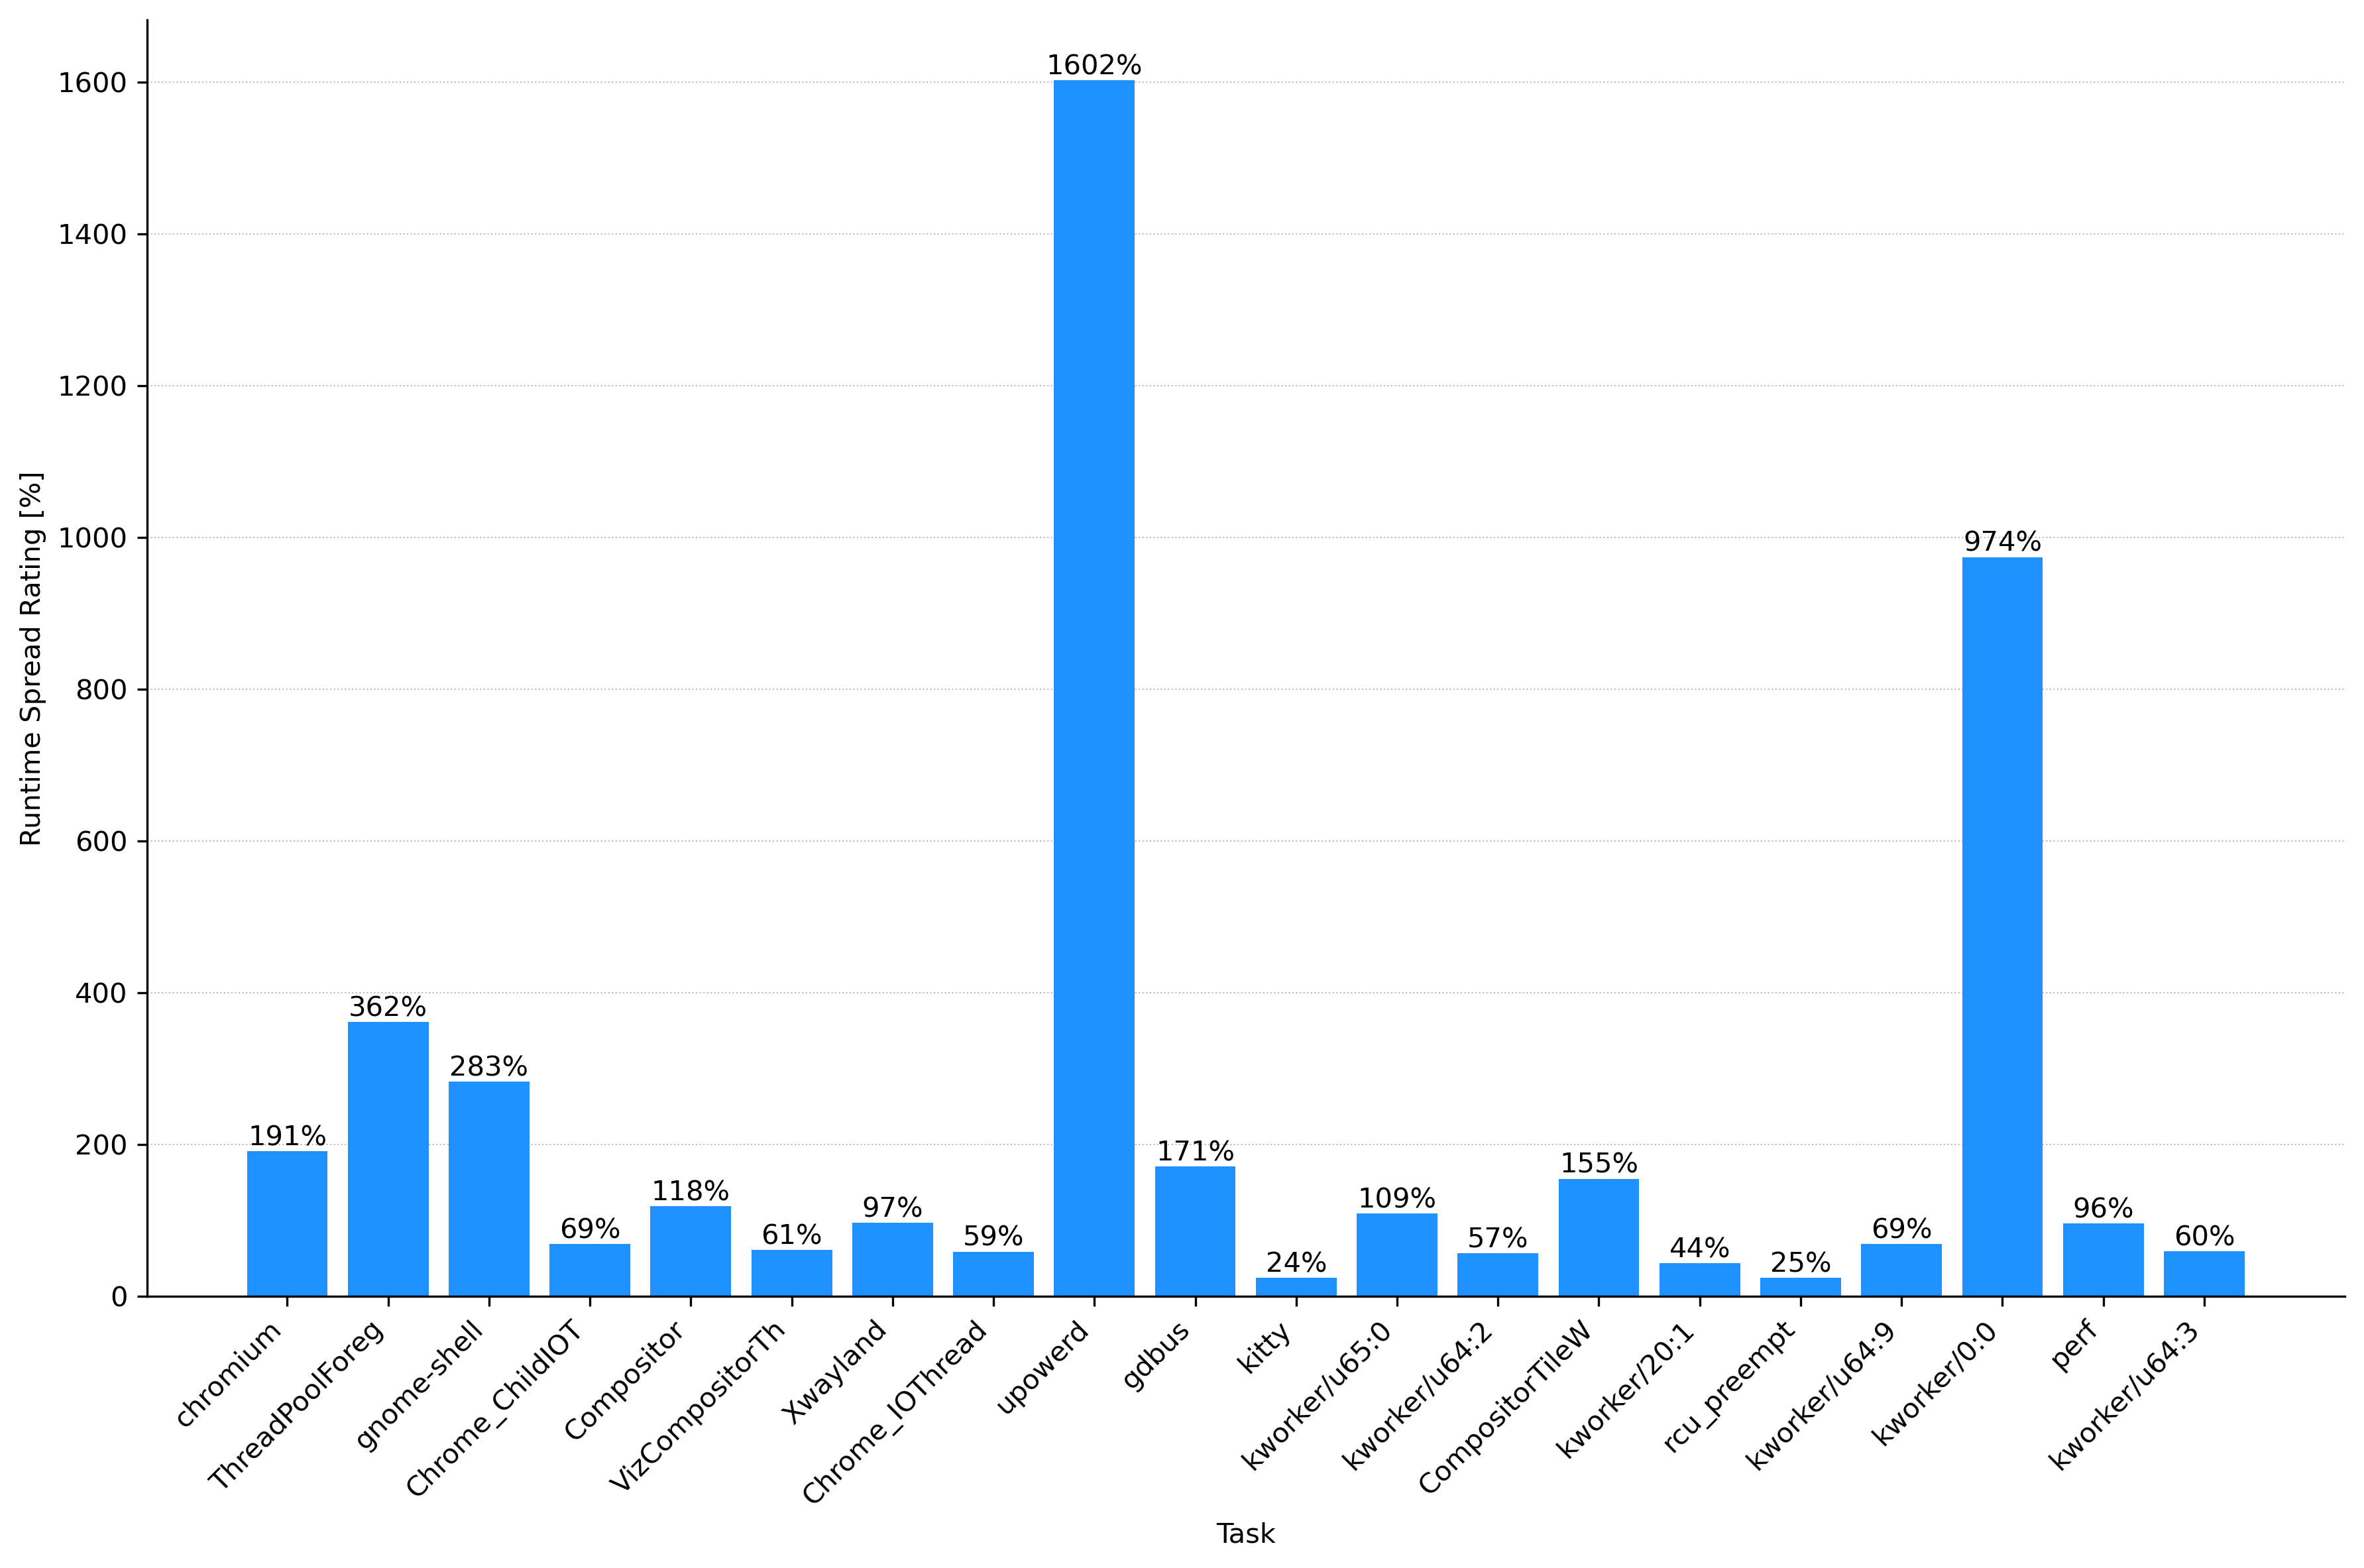 Runtime Spread Rating [%]
1600
1400
1200
1000
800
600
400
200
0
191%
362%
283%
69%
118%
61%
97%
59%
1602%
171%
24%
109%
57%
155%
44%
25%
69%
974%
96%
60%
chromium
ThreadPoolForeg
gnome-shell
Chrome_ChildIOT
Compositor
VizCompositorTh
Xwayland
Chrome_IOThread
upowerd
gdbus
kitty
kworker/u65:0
kworker/u64:2
CompositorTileW
kworker/20:1
rcu_preempt
kworker/u64:9
kworker/0:0
perf
kworker/u64:3
Task